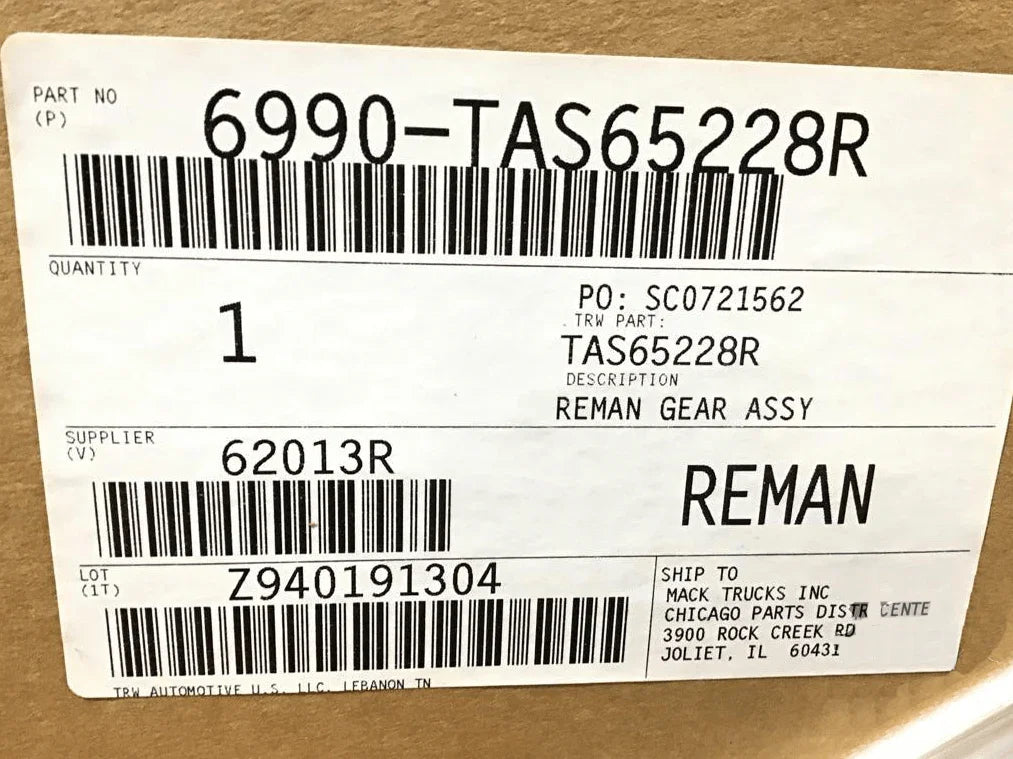 PART NO
(P)
6990-TAS65228R
QUANTITY
1
PO: SC0721562
TRW PART:
TAS65228R
DESCRIPTION
REMAN GEAR ASSY
SUPPLIER
(V)
62013R
REMAN
LOT
(1T)
Z940191304
SHIP TO
MACK TRUCKS INC
CHICAGO PARTS DISTR CENTE
3900 ROCK CREEK RD
JOLIET, IL 60431
TRW AUTOMOTIVE U.S. LLC. LEBANON TN